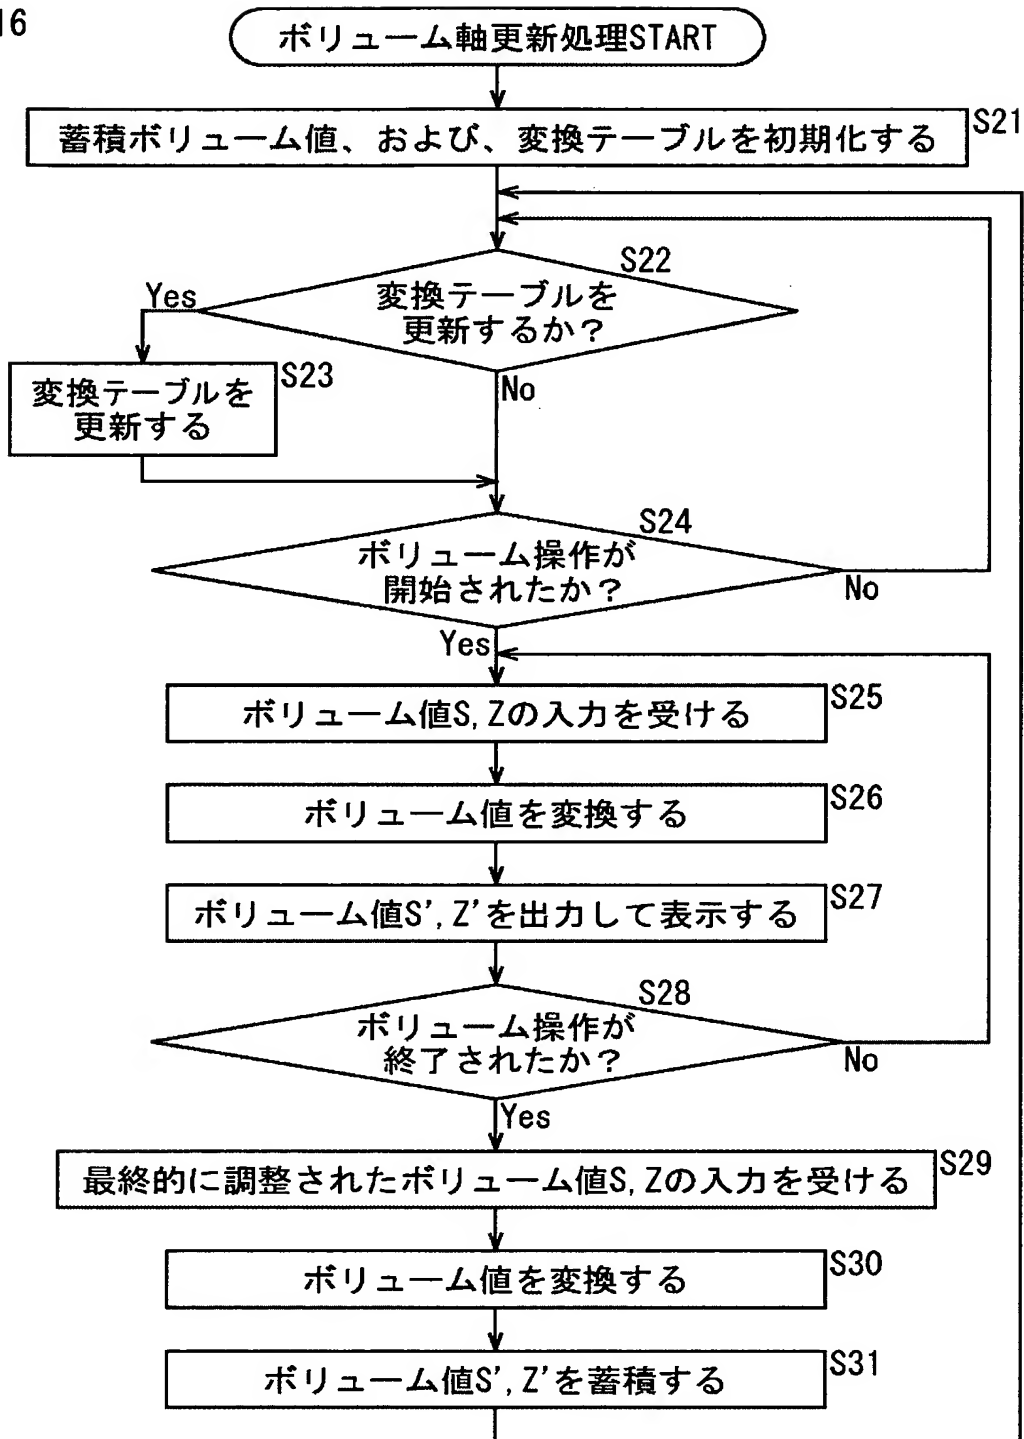 16
ボリューム軸更新処理START
蓄積ボリューム値、および、変換テーブルを初期化する
S21
S22
変換テーブルを
更新するか？
Yes
No
S23
変換テーブルを
更新する
S24
ボリューム操作が
開始されたか？
No
Yes
S25
ボリューム値S,Zの入力を受ける
S26
ボリューム値を変換する
S27
ボリューム値S',Z'を出力して表示する
S28
ボリューム操作が
終了されたか？
No
Yes
S29
最終的に調整されたボリューム値S,Zの入力を受ける
S30
ボリューム値を変換する
S31
ボリューム値S',Z'を蓄積する